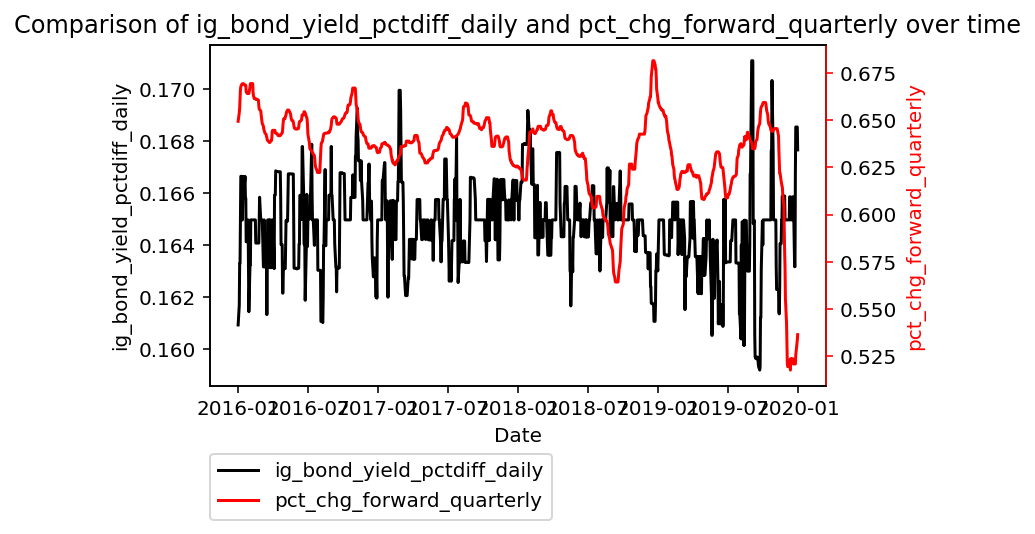 Comparison of ig_bond_yield_pctdiff_daily and pct_chg_forward_quarterly over time
ig_bond_yield_pctdiff_daily
0.170
0.168
0.166
0.164
0.162
0.160
0.675
0.650
0.625
0.600
0.575
0.550
0.525
pct_chg_forward_quarterly
2016-01 2016-07 2017-01 2017-07 2018-01 2018-07 2019-01 2019-07 2020-01
Date
ig_bond_yield_pctdiff_daily
pct_chg_forward_quarterly